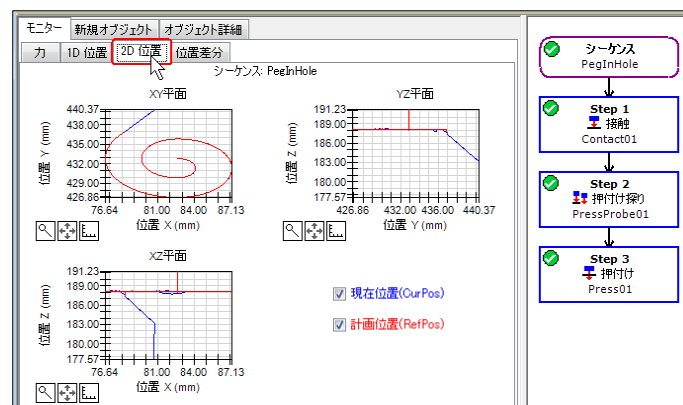 モニター 新規オブジェクト オブジェクト詳細
力 1D 位置 2D 位置 位置差分
シーケンス: PegInHole
XY平面
440.37
438.00
435.00
432.00
429.00
426.86
位置 Y (mm)
76.64 81.00 84.00 87.13
位置 X (mm)
YZ平面
191.23
189.00
186.00
183.00
180.00
177.57
位置 Z (mm)
426.86 432.00 436.00 440.37
位置 Y (mm)
XZ平面
191.23
189.00
186.00
183.00
180.00
177.57
位置 Z (mm)
76.64 81.00 84.00 87.13
位置 X (mm)
現在位置(CurPos)
計画位置(RefPos)
シーケンス
PegInHole
Step 1
接触
Contact01
Step 2
押付け探り
PressProbe01
Step 3
押付け
Press01